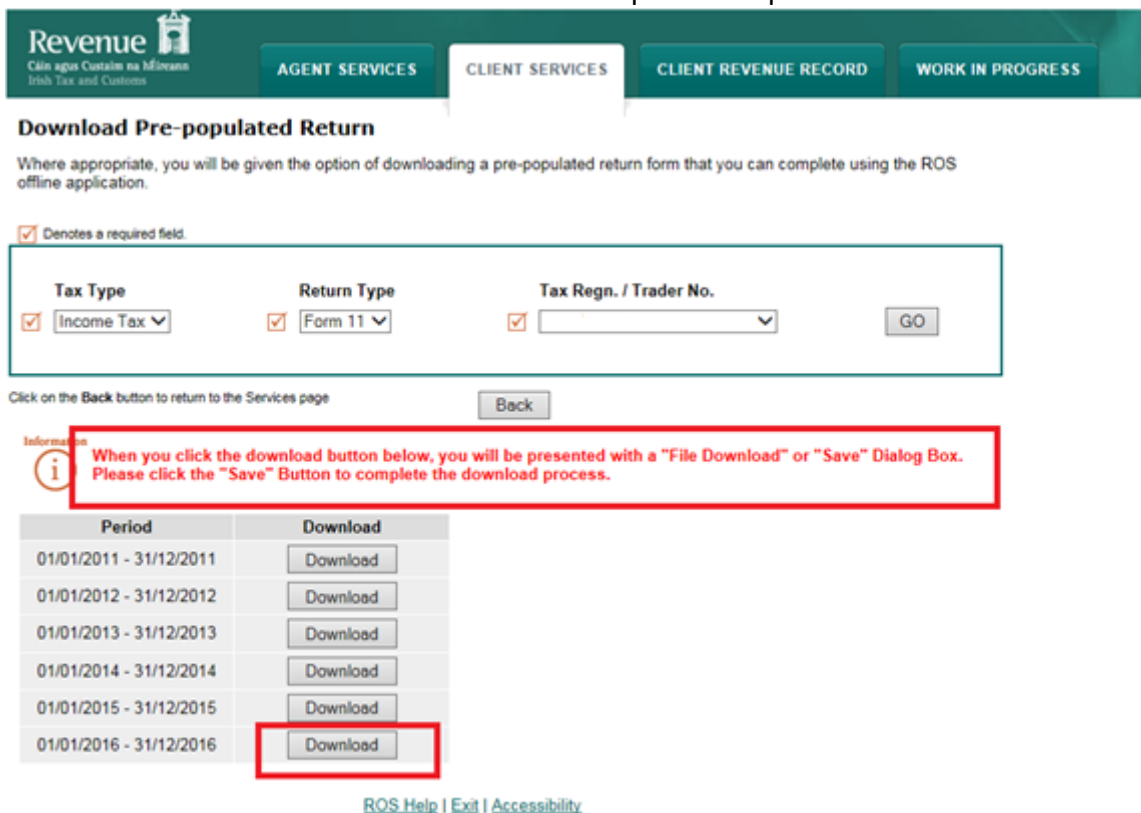 Revenue
Cáin agus Custaim na hÉireann
Irish Tax and Customs
AGENT SERVICES
CLIENT SERVICES
CLIENT REVENUE RECORD
WORK IN PROGRESS
Download Pre-populated Return
Where appropriate, you will be given the option of downloading a pre-populated return form that you can complete using the ROS
offline application.
Denotes a required field.
Tax Type Return Type Tax Regn. / Trader No.
Income Tax Form 11 GO
Click on the Back button to return to the Services page Back
Information
i
When you click the download button below, you will be presented with a "File Download" or "Save" Dialog Box.
Please click the "Save" Button to complete the download process.
Period Download
01/01/2011 - 31/12/2011 Download
01/01/2012 - 31/12/2012 Download
01/01/2013 - 31/12/2013 Download
01/01/2014 - 31/12/2014 Download
01/01/2015 - 31/12/2015 Download
01/01/2016 - 31/12/2016 Download
ROS Help | Exit | Accessibility